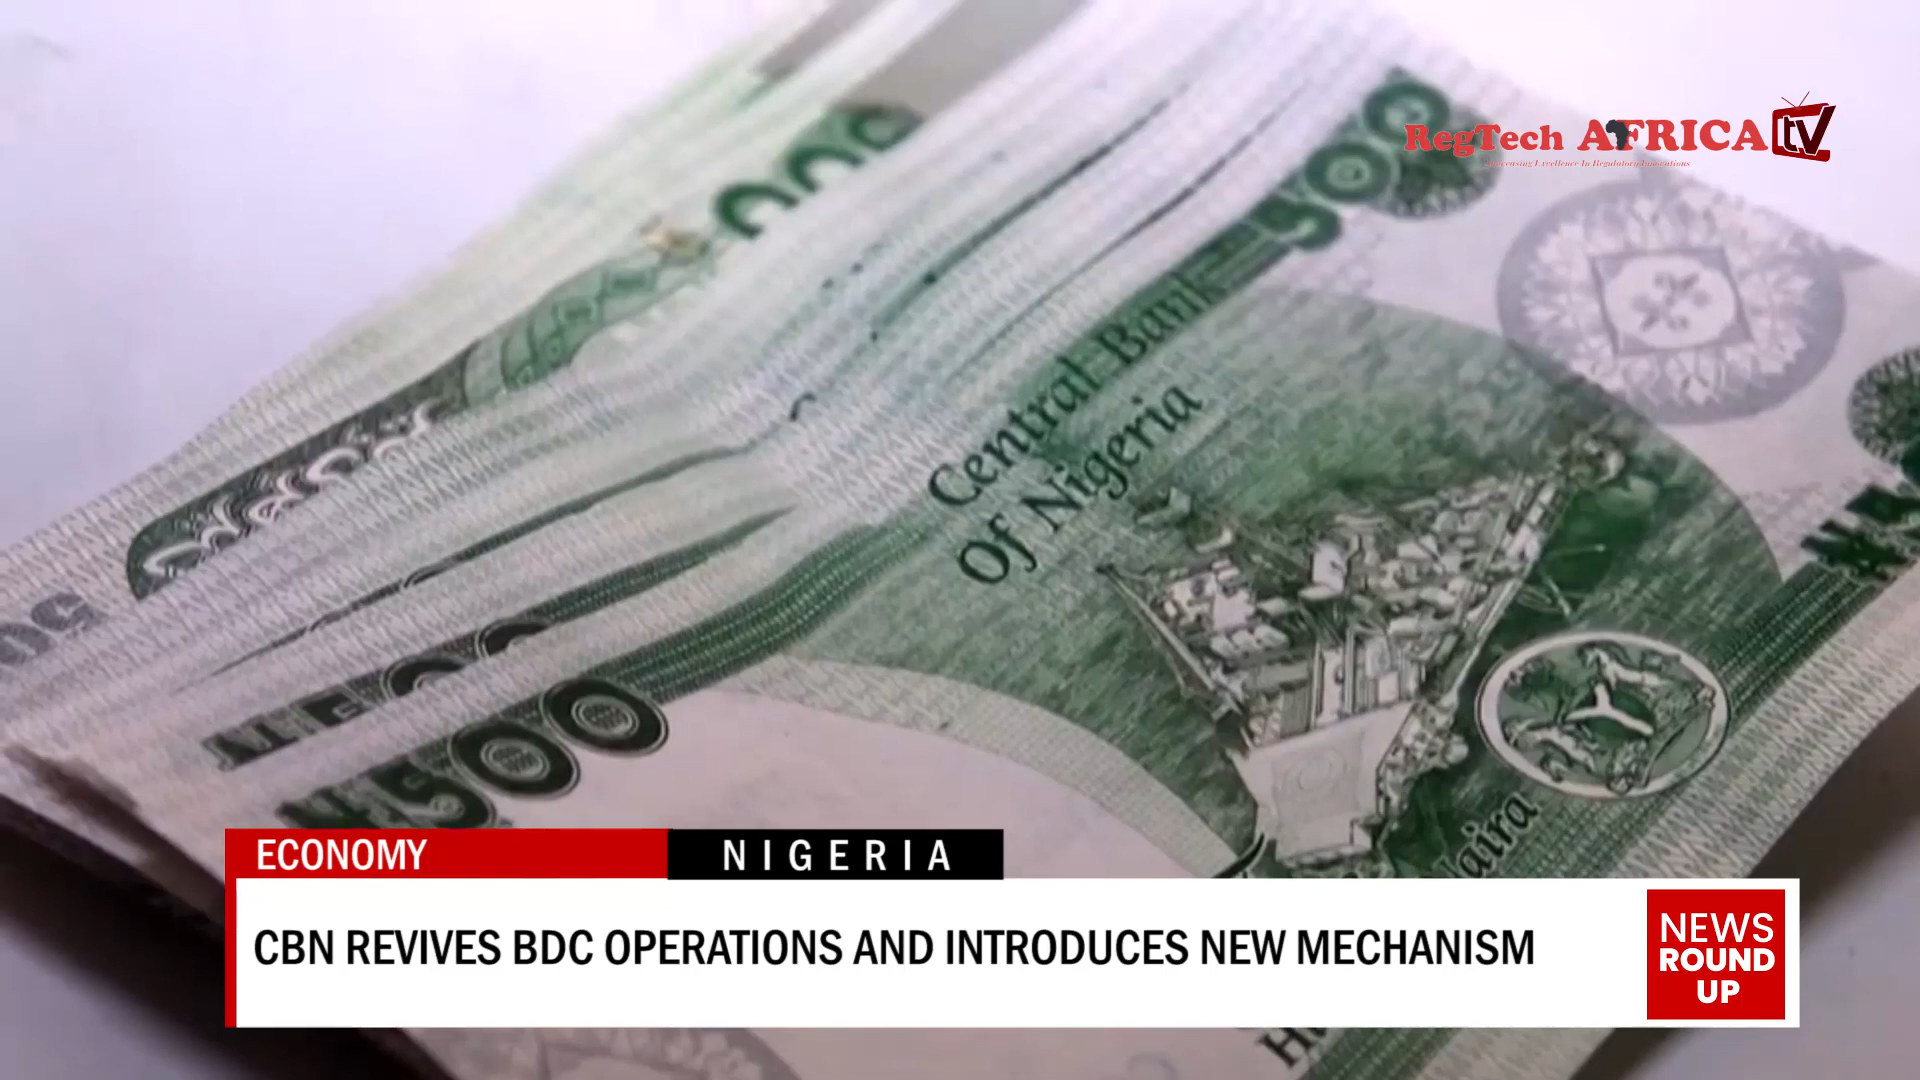 RegTech AFRICA tv
500
Central Bank
Of Nigeria
₦500
Naira
ECONOMY
NIGERIA
CBN REVIVES BDC OPERATIONS AND INTRODUCES NEW MECHANISM
NEWS
ROUND
UP